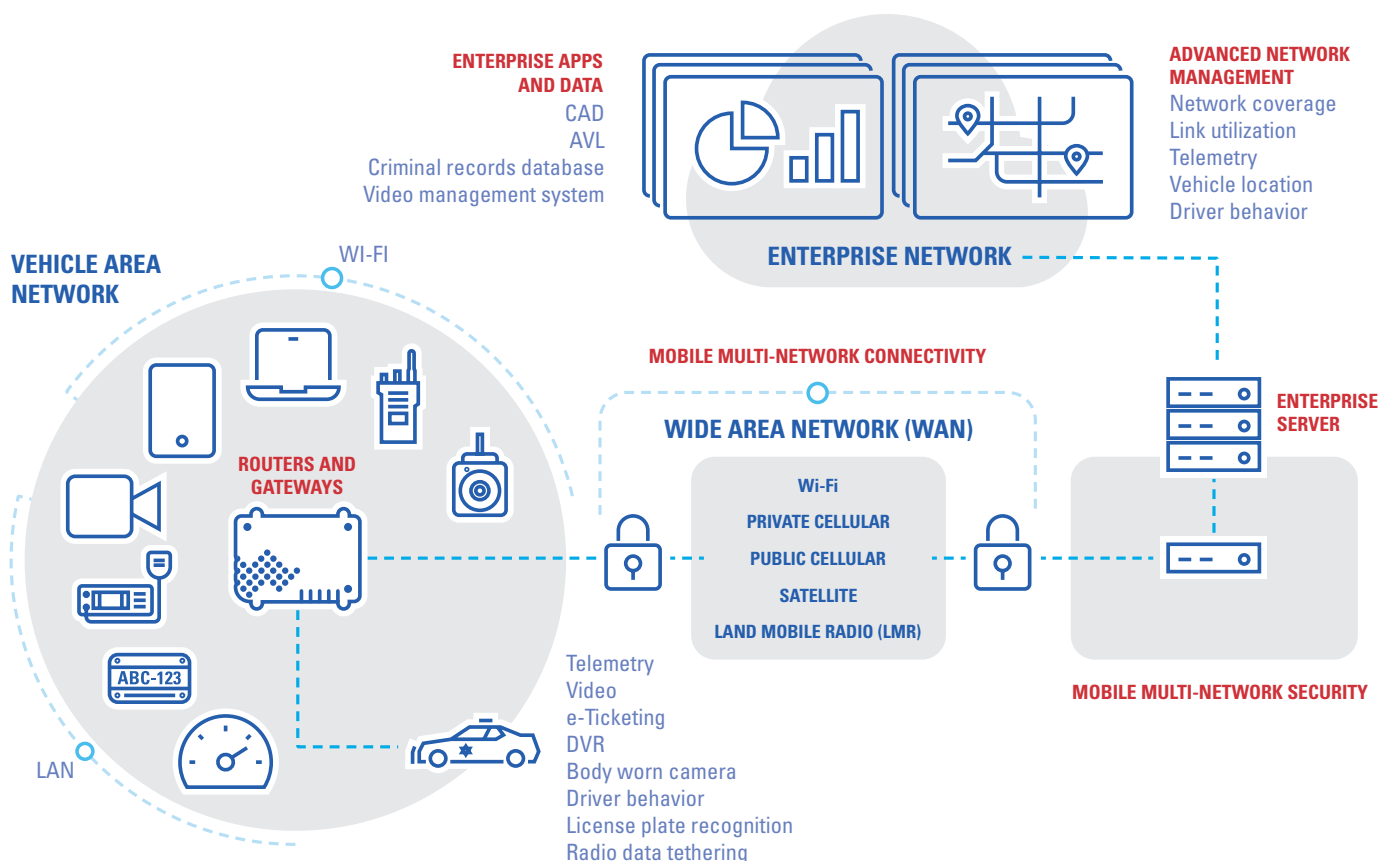 ENTERPRISE APPS
AND DATA
CAD
AVL
Criminal records database
Video management system
ADVANCED NETWORK
MANAGEMENT
Network coverage
Link utilization
Telemetry
Vehicle location
Driver behavior
ENTERPRISE NETWORK
VEHICLE AREA
NETWORK
WI-FI
MOBILE MULTI-NETWORK CONNECTIVITY
WIDE AREA NETWORK (WAN)
ENTERPRISE
SERVER
ROUTERS AND
GATEWAYS
Wi-Fi
PRIVATE CELLULAR
PUBLIC CELLULAR
SATELLITE
LAND MOBILE RADIO (LMR)
MOBILE MULTI-NETWORK SECURITY
ABC-123
LAN
Telemetry
Video
e-Ticketing
DVR
Body worn camera
Driver behavior
License plate recognition
Radio data tethering